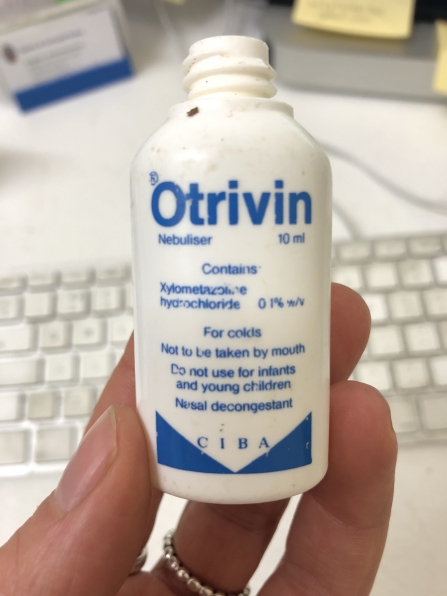 ® Otrivin
Nebuliser 10 ml
Contains
Xylometazoline
hydrochloride 0.1% w/v
For colds
Not to be taken by mouth
Do not use for infants
and young children
Nasal decongestant
CIBA